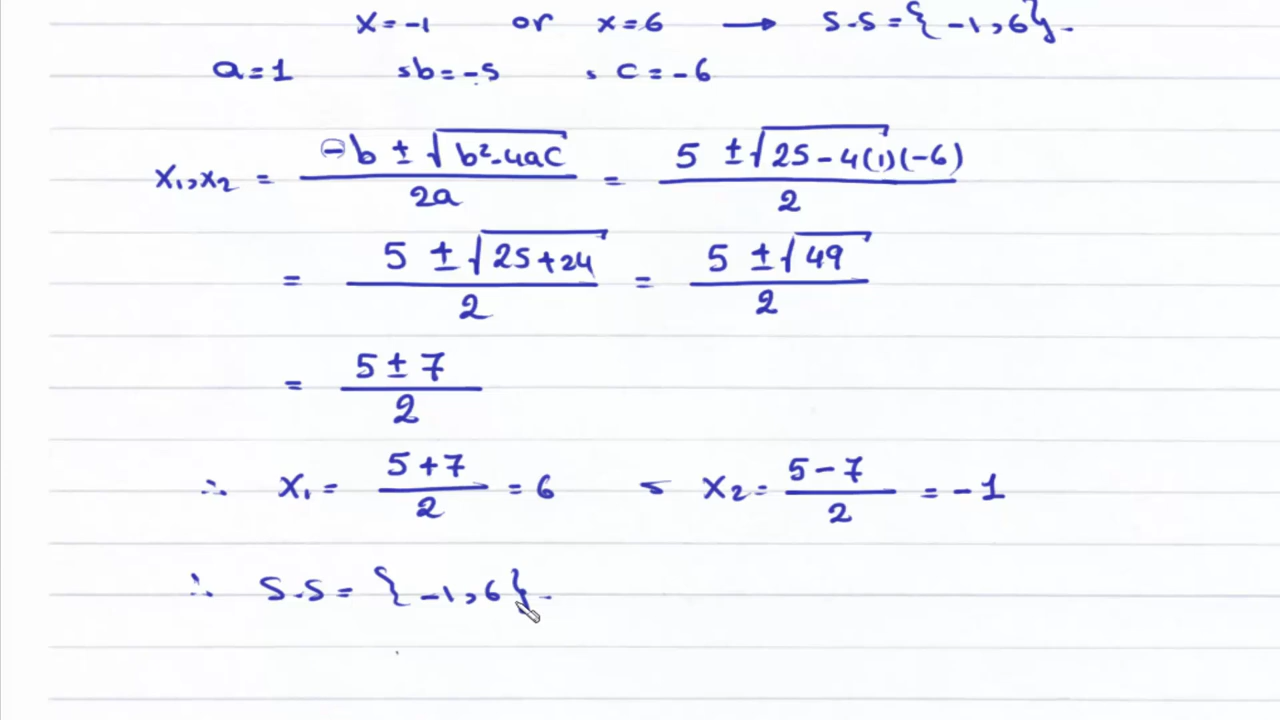 x=-1 or x=6 → S.S={-1,6}.
a=1 , b=-5 , c=-6
x₁,x₂ = (-b ± √(b²-4ac))/2a = (5 ± √(25-4(1)(-6)))/2
= (5 ± √(25+24))/2 = (5 ± √49)/2
= (5 ± 7)/2
∴ x₁ = (5+7)/2 = 6 , x₂ = (5-7)/2 = -1
∴ S.S = {-1,6}.